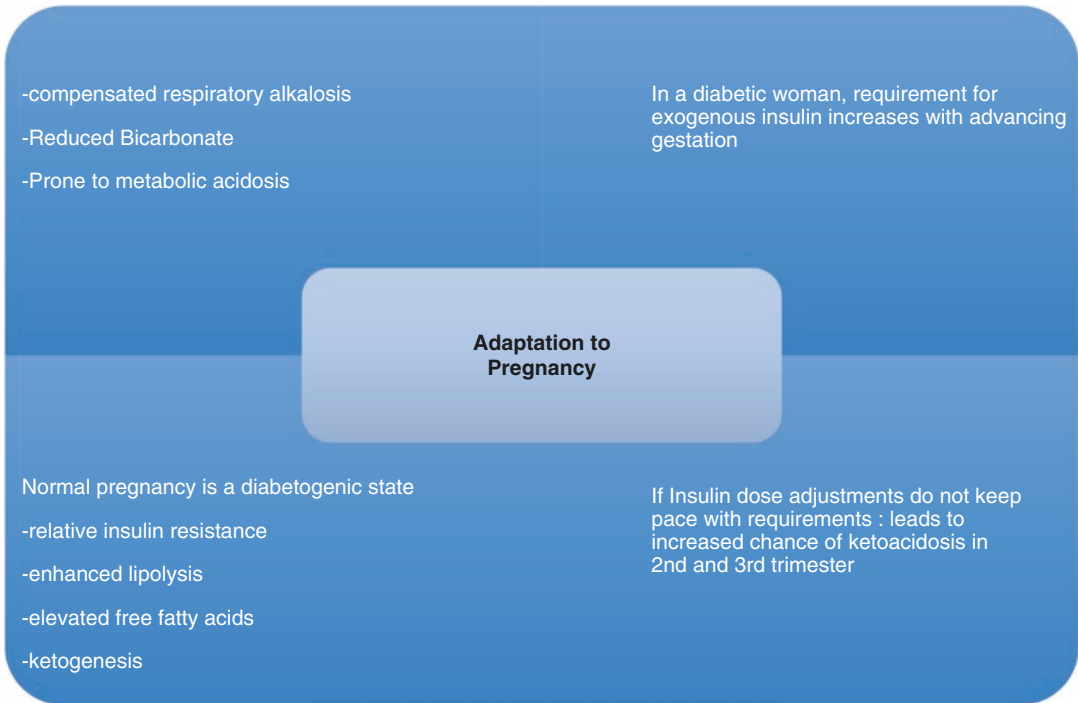 -compensated respiratory alkalosis
-Reduced Bicarbonate
-Prone to metabolic acidosis
In a diabetic woman, requirement for
exogenous insulin increases with advancing
gestation
Adaptation to
Pregnancy
Normal pregnancy is a diabetogenic state
-relative insulin resistance
-enhanced lipolysis
-elevated free fatty acids
-ketogenesis
If Insulin dose adjustments do not keep
pace with requirements : leads to
increased chance of ketoacidosis in
2nd and 3rd trimester